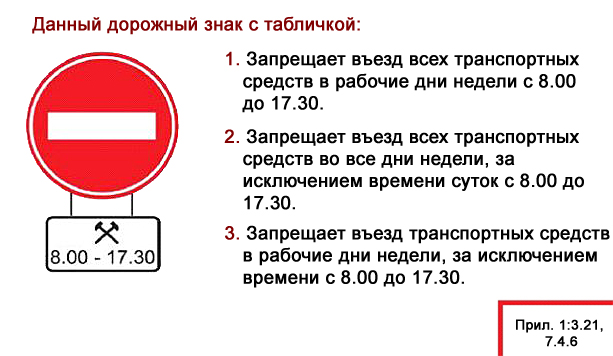 Данный дорожный знак с табличкой:
1. Запрещает въезд всех транспортных
средств в рабочие дни недели с 8.00
до 17.30.
2. Запрещает въезд всех транспортных
средств во все дни недели, за
исключением времени суток с 8.00 до
17.30.
3. Запрещает въезд транспортных средств
в рабочие дни недели, за исключением
времени с 8.00 до 17.30.
8.00 - 17.30
Прил. 1:3.21,
7.4.6